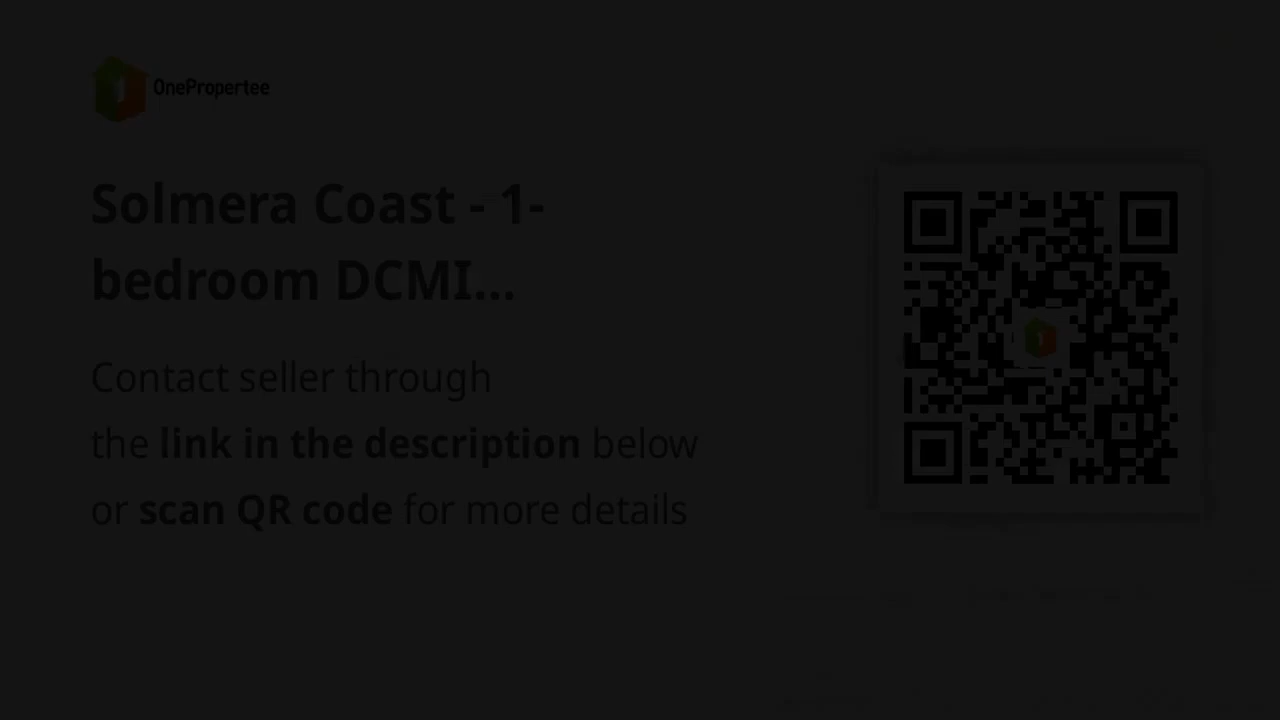 OnePropertee
Solmera Coast - 1-
bedroom DCMI...
Contact seller through
the link in the description below
or scan QR code for more details